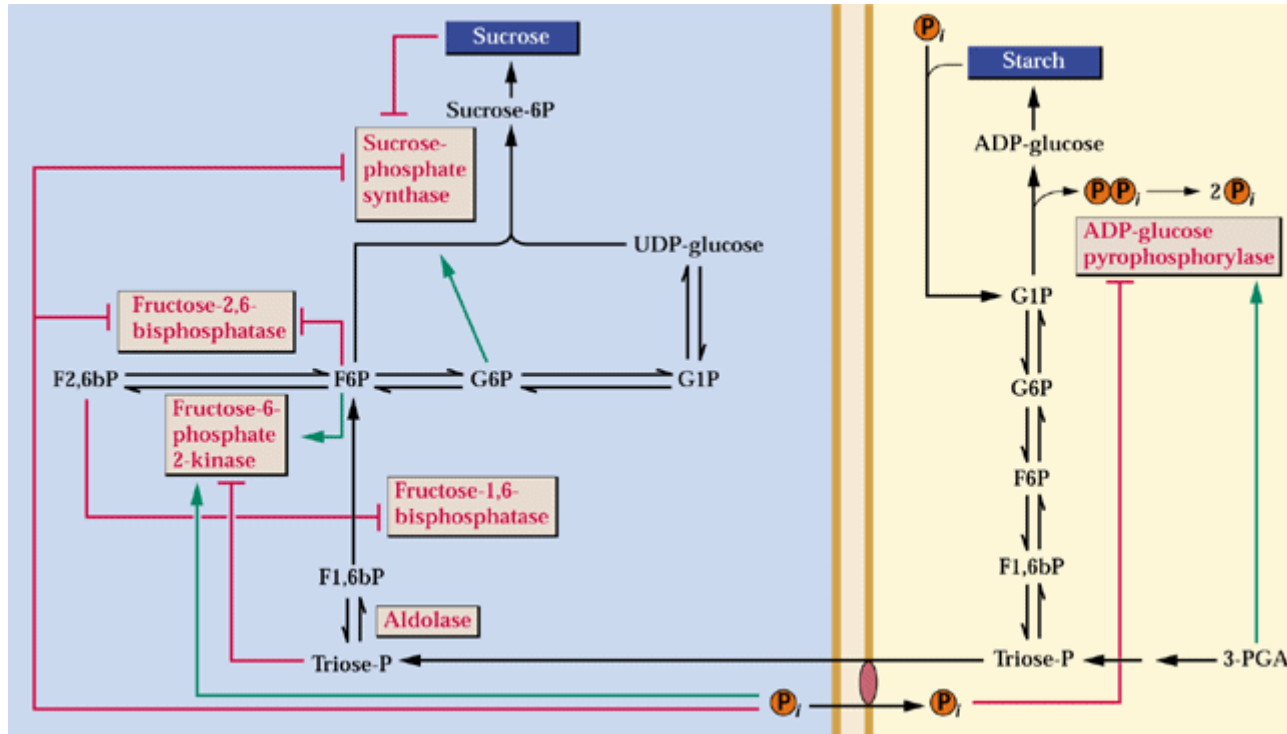 Sucrose
Sucrose-6P
Sucrose-
phosphate
synthase
UDP-glucose
Fructose-2,6-
bisphosphatase
F2,6bP
F6P
G6P
G1P
Fructose-6-
phosphate
2-kinase
Fructose-1,6-
bisphosphatase
F1,6bP
Aldolase
Triose-P
Pi
Pi
Starch
ADP-glucose
PPi
2 Pi
ADP-glucose
pyrophosphorylase
G1P
G6P
F6P
F1,6bP
Triose-P
3-PGA
Pi